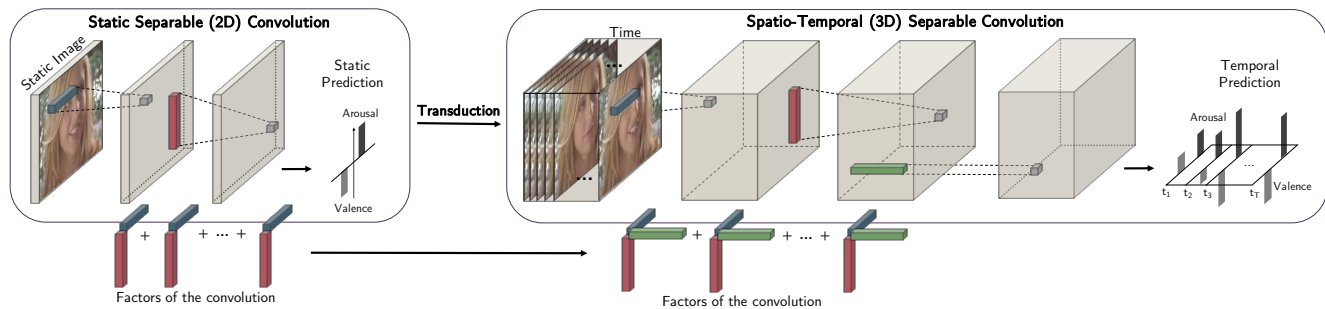 Static Separable (2D) Convolution
Static Image
Static
Prediction
Arousal
Valence
+ + ... +
Factors of the convolution
Transduction
Spatio-Temporal (3D) Separable Convolution
Time
...
...
Temporal
Prediction
Arousal
...
t1 t2 t3 tT
Valence
+ + ... +
Factors of the convolution